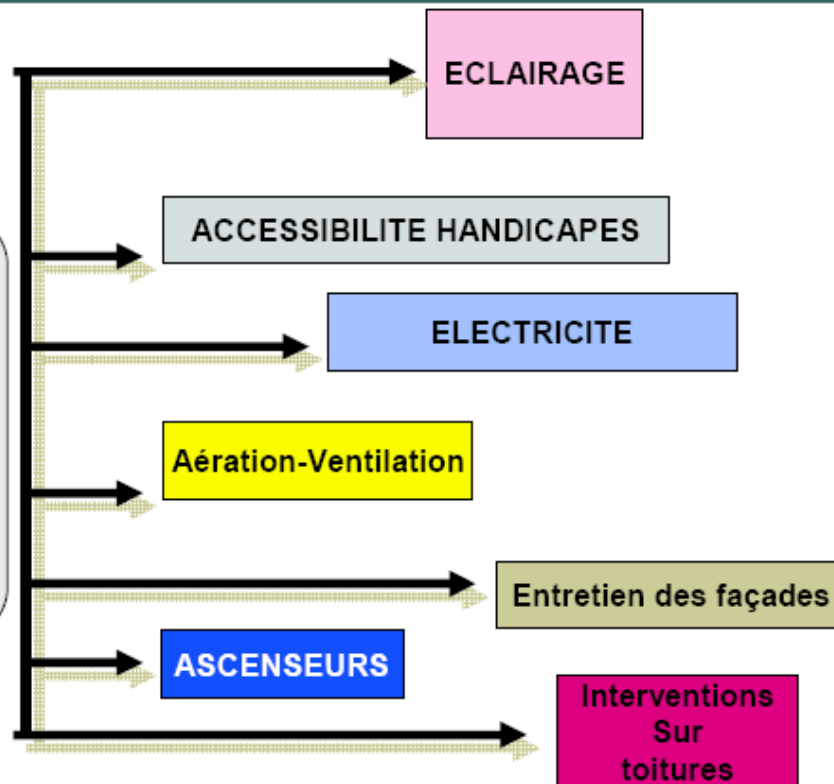 ECLAIRAGE
ACCESSIBILITE HANDICAPES
ELECTRICITE
Aération-Ventilation
Entretien des façades
ASCENSEURS
Interventions
Sur
toitures